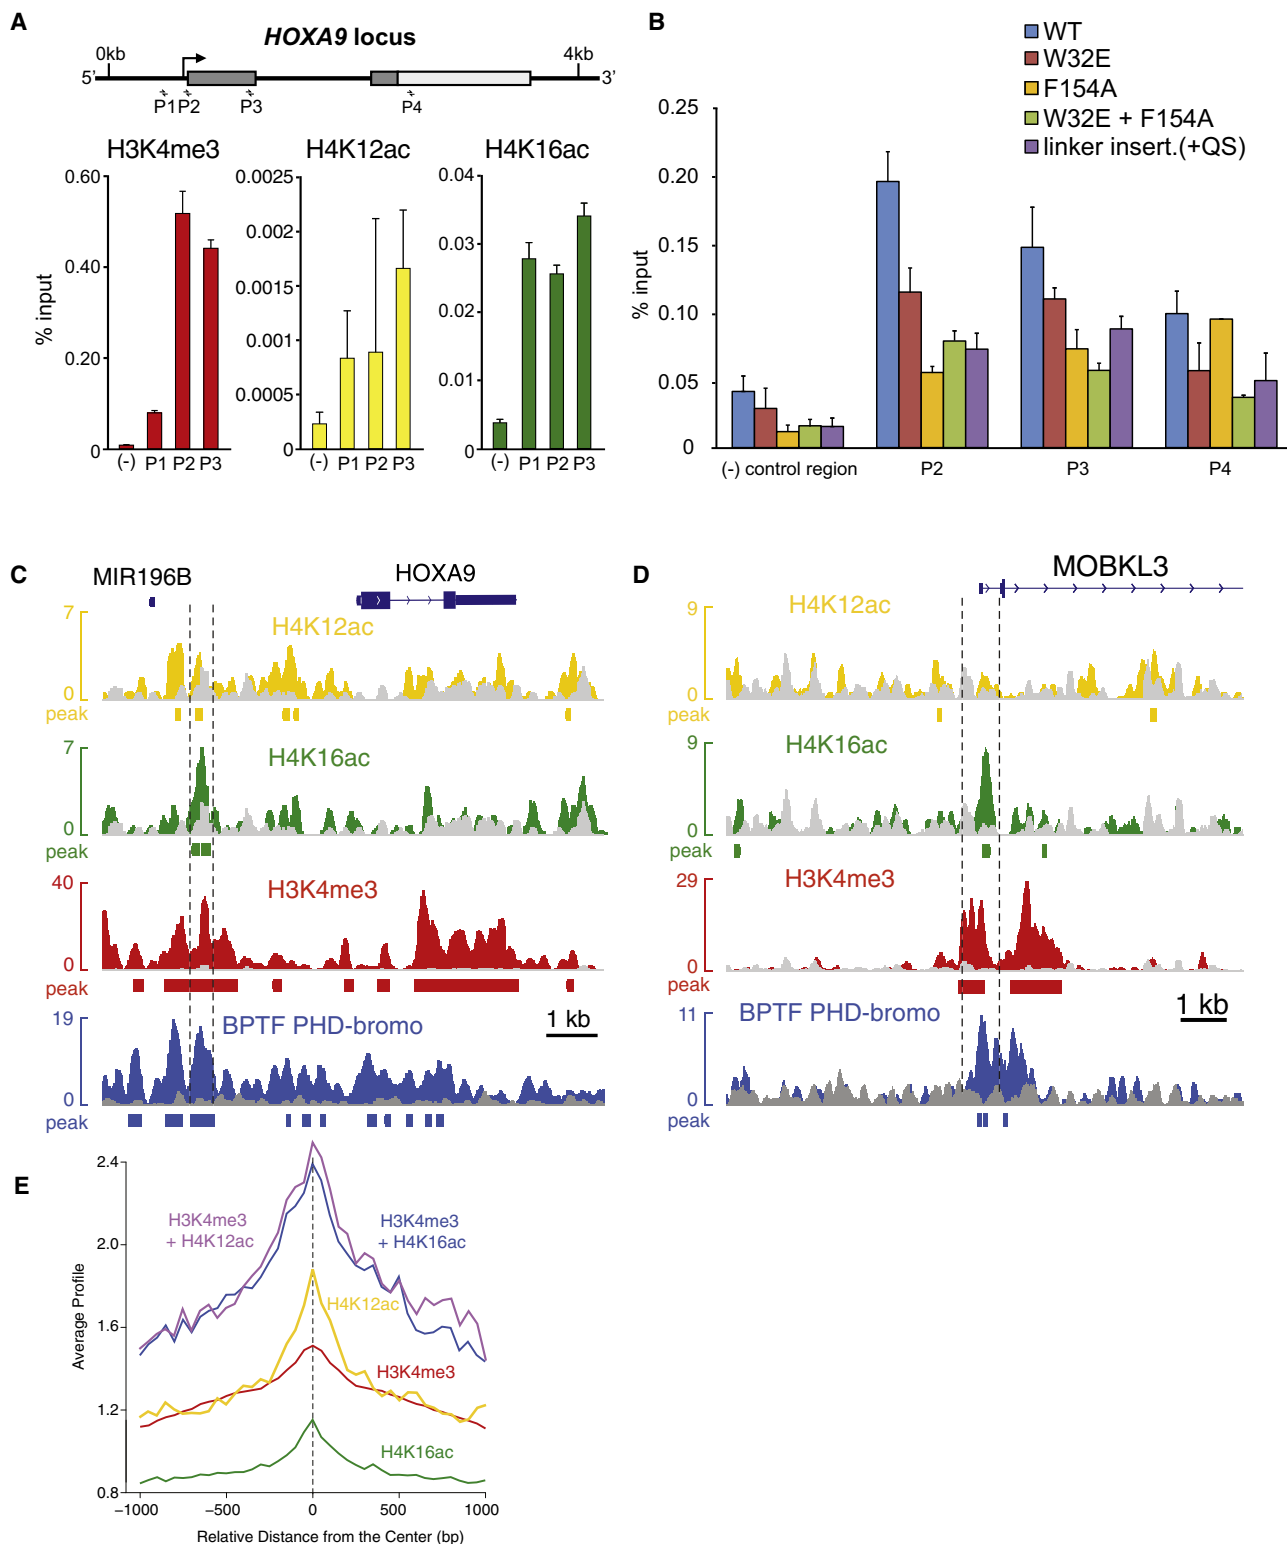 A
HOXA9 locus
0kb
4kb
5'
3'
P1
P2
P3
P4
H3K4me3
H4K12ac
H4K16ac
% input
0.60
0.40
0.20
0
(-) P1 P2 P3
0.0025
0.002
0.0015
0.001
0.0005
0
(-) P1 P2 P3
0.04
0.03
0.02
0.01
0
(-) P1 P2 P3
B
WT
W32E
F154A
W32E + F154A
linker insert.(+QS)
% input
0.25
0.20
0.15
0.10
0.05
0
(-) control region
P2
P3
P4
C
MIR196B
HOXA9
7
H4K12ac
0
peak
7
H4K16ac
0
peak
40
H3K4me3
0
peak
19
BPTF PHD-bromo
1 kb
0
peak
D
MOBKL3
9
H4K12ac
0
peak
9
H4K16ac
0
peak
29
H3K4me3
0
peak
11
BPTF PHD-bromo
1 kb
0
peak
E
Average Profile
2.4
2.0
1.6
1.2
0.8
H3K4me3
+ H4K12ac
H3K4me3
+ H4K16ac
H4K12ac
H3K4me3
H4K16ac
−1000
−500
0
500
1000
Relative Distance from the Center (bp)